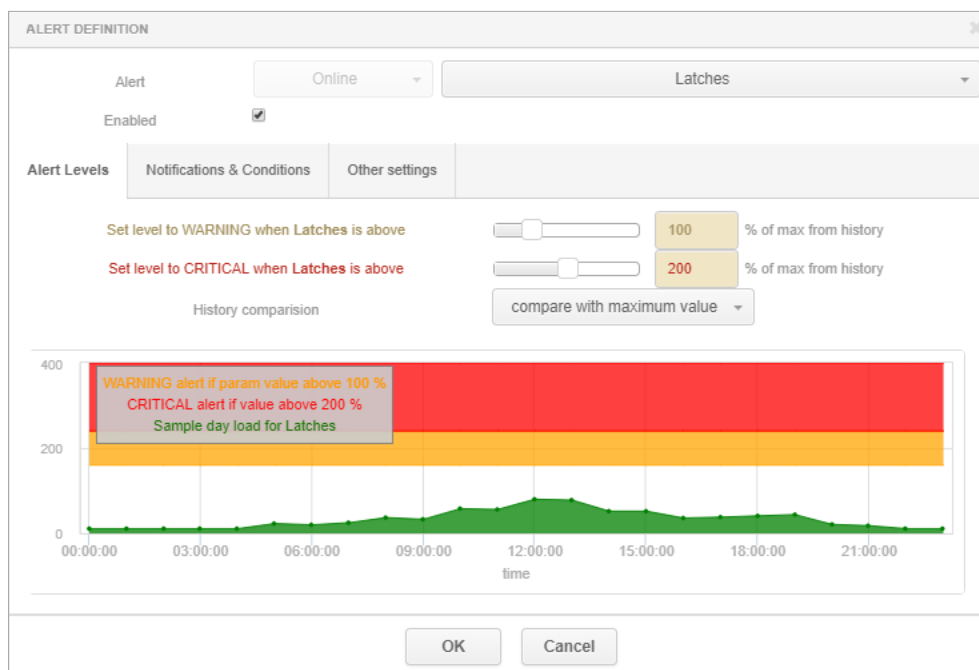 ALERT DEFINITION
Alert Online Latches
Enabled
Alert Levels Notifications & Conditions Other settings
Set level to WARNING when Latches is above 100 % of max from history
Set level to CRITICAL when Latches is above 200 % of max from history
History comparision compare with maximum value
400
WARNING alert if param value above 100 %
CRITICAL alert if value above 200 %
Sample day load for Latches
200
0
00:00:00 03:00:00 06:00:00 09:00:00 12:00:00 15:00:00 18:00:00 21:00:00
time
OK Cancel